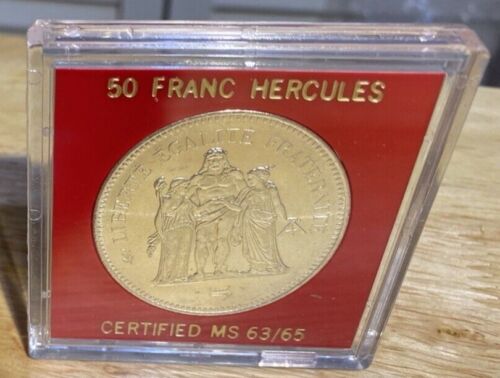 50 FRANC HERCULES
LIBERTE EGALITE FRATERNITE
CERTIFIED MS 63/65